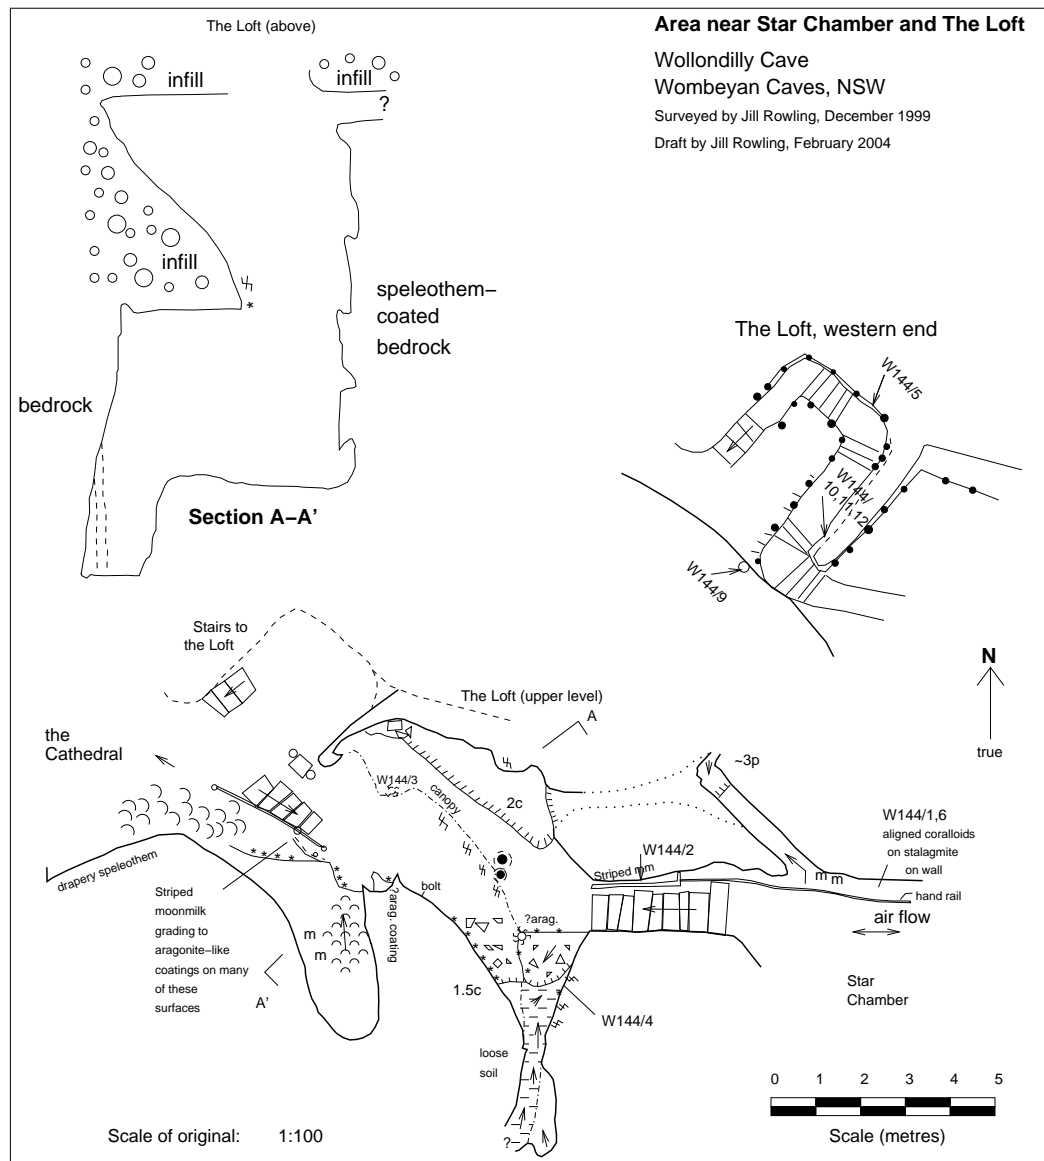 The Loft (above)
infill
infill
?
infill
speleothem–
coated
bedrock
bedrock
Section A–A’
Area near Star Chamber and The Loft
Wollondilly Cave
Wombeyan Caves, NSW
Surveyed by Jill Rowling, December 1999
Draft by Jill Rowling, February 2004
The Loft, western end
W144/5
W144/
10,11,12
W144/9
N
true
Stairs to
the Loft
The Loft (upper level)
A
the
Cathedral
W144/3
canopy
2c
~3p
W144/1,6
aligned coralloids
on stalagmite
on wall
W144/2
Striped mm
m
m
hand rail
air flow
drapery speleothem
bolt
?arag. coating
?arag.
Striped
moonmilk
grading to
aragonite–like
coatings on many
of these
surfaces
m
m
A’
1.5c
W144/4
Star
Chamber
loose
soil
?
Scale of original: 1:100
0 1 2 3 4 5
Scale (metres)